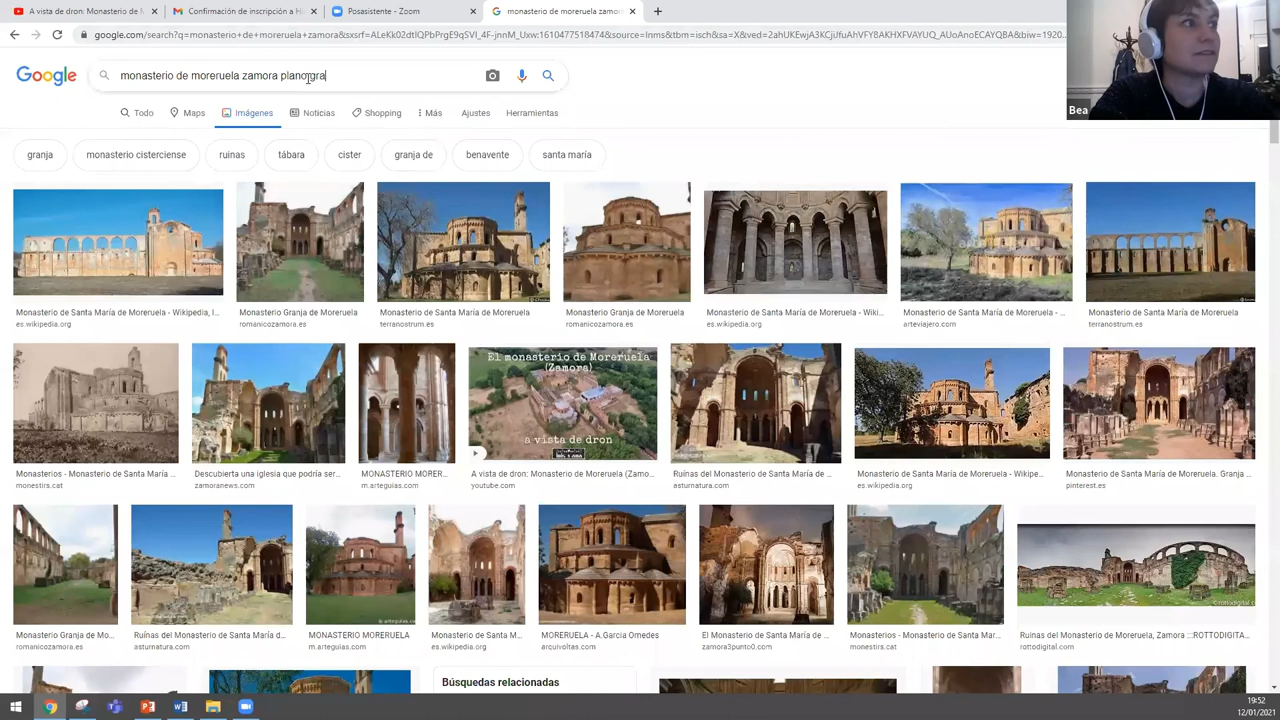 A vista de dron: Monasterio de M
Confirmación de inscripción a Hi
Posasistente - Zoom
monasterio de moreruela zamora
google.com/search?q=monasterio+de+moreruela+zamora&sxsrf=ALeKk02dtIQPbPrgE9qSVI_4F-jnnM_Uxw:1610477518474&source=lnms&tbm=isch&sa=X&ved=2ahUKEwjA3KCjJfuAhVFY8AKHXFVAYUQ_AUoAnoECAYQBA&biw=1920...
Google
monasterio de moreruela zamora planogra
Bea
Todo
Maps
Imágenes
Noticias
Shopping
Más
Ajustes
Herramientas
granja
monasterio cisterciense
ruinas
tábara
cister
granja de
benavente
santa maría
Monasterio de Santa María de Moreruela - Wikipedia, l...
Monasterio Granja de Moreruela
Monasterio de Santa María de Moreruela
Monasterio Granja de Moreruela
Monasterio de Santa María de Moreruela - Wiki...
Monasterio de Santa María de Moreruela - ...
Monasterio de Santa María de Moreruela
es.wikipedia.org
romanicozamora.es
terranostrum.es
romanicozamora.es
es.wikipedia.org
arteviajero.com
terranostrum.es
El monasterio de Moreruela
(Zamora)
a vista de dron
Monasterios - Monasterio de Santa María ...
Descubierta una iglesia que podría ser...
MONASTERIO MORER...
A vista de dron: Monasterio de Moreruela (Zamo...
Ruínas del Monasterio de Santa María de ...
Monasterio de Santa María de Moreruela - Wikipe...
Monasterio de Santa María de Moreruela. Granja ...
monestirs.cat
zamoranews.com
m.arteguias.com
youtube.com
asturnatura.com
es.wikipedia.org
pinterest.es
Monasterio Granja de Mo...
Ruínas del Monasterio de Santa María d...
MONASTERIO MORERUELA
Monasterio de Santa M...
MORERUELA - A.Garcia Omedes
El Monasterio de Santa María de ...
Monasterios - Monasterio de Santa Mar...
Ruinas del Monasterio de Moreruela, Zamora :::ROTTODIGITA...
romanicozamora.es
asturnatura.com
m.arteguias.com
es.wikipedia.org
arquivoltas.com
zamora3punto0.com
monestirs.cat
rottodigital.com
Búsquedas relacionadas
19:52
12/01/2021